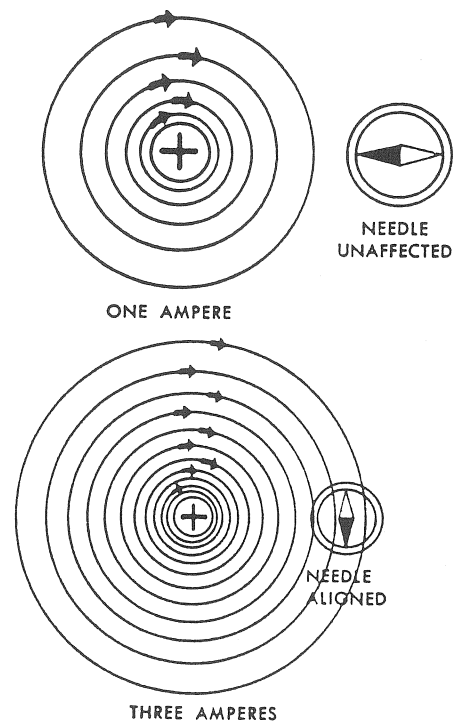 NEEDLE
UNAFFECTED
ONE AMPERE
NEEDLE
ALIGNED
THREE AMPERES